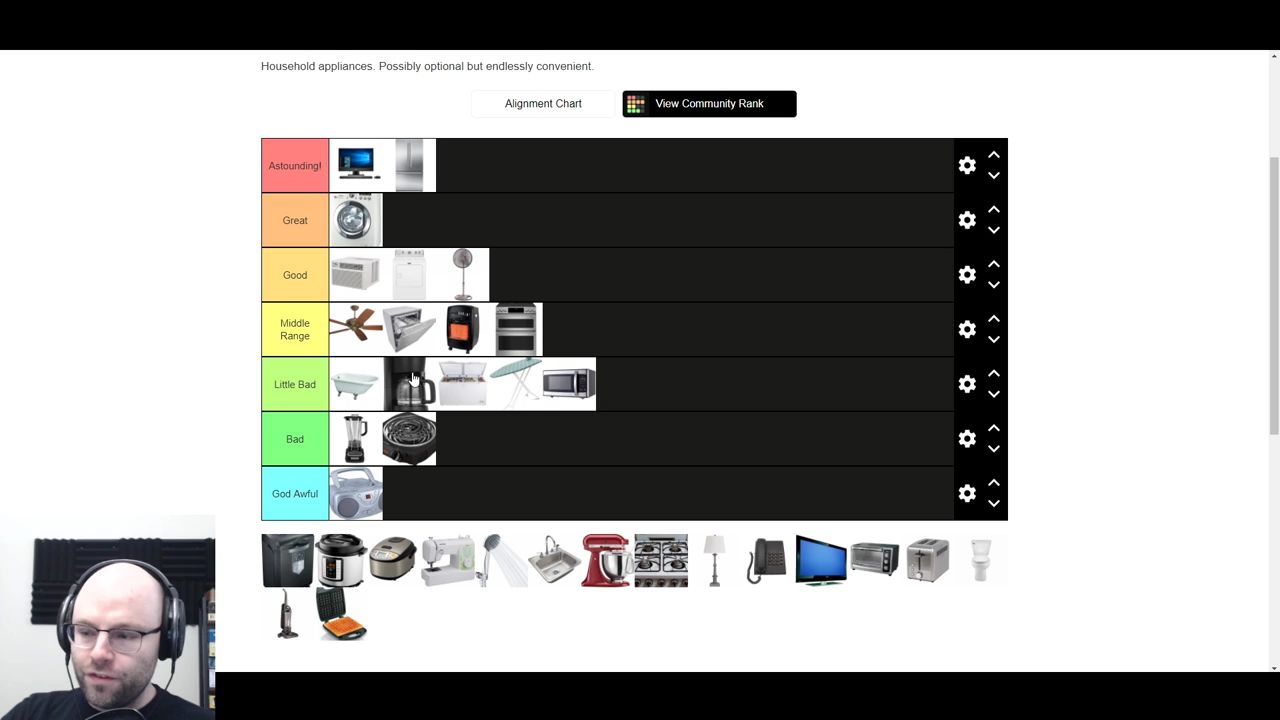 Household appliances. Possibly optional but endlessly convenient.
Alignment Chart
View Community Rank
Astounding!
Great
Good
Middle
Range
Little Bad
Bad
God Awful